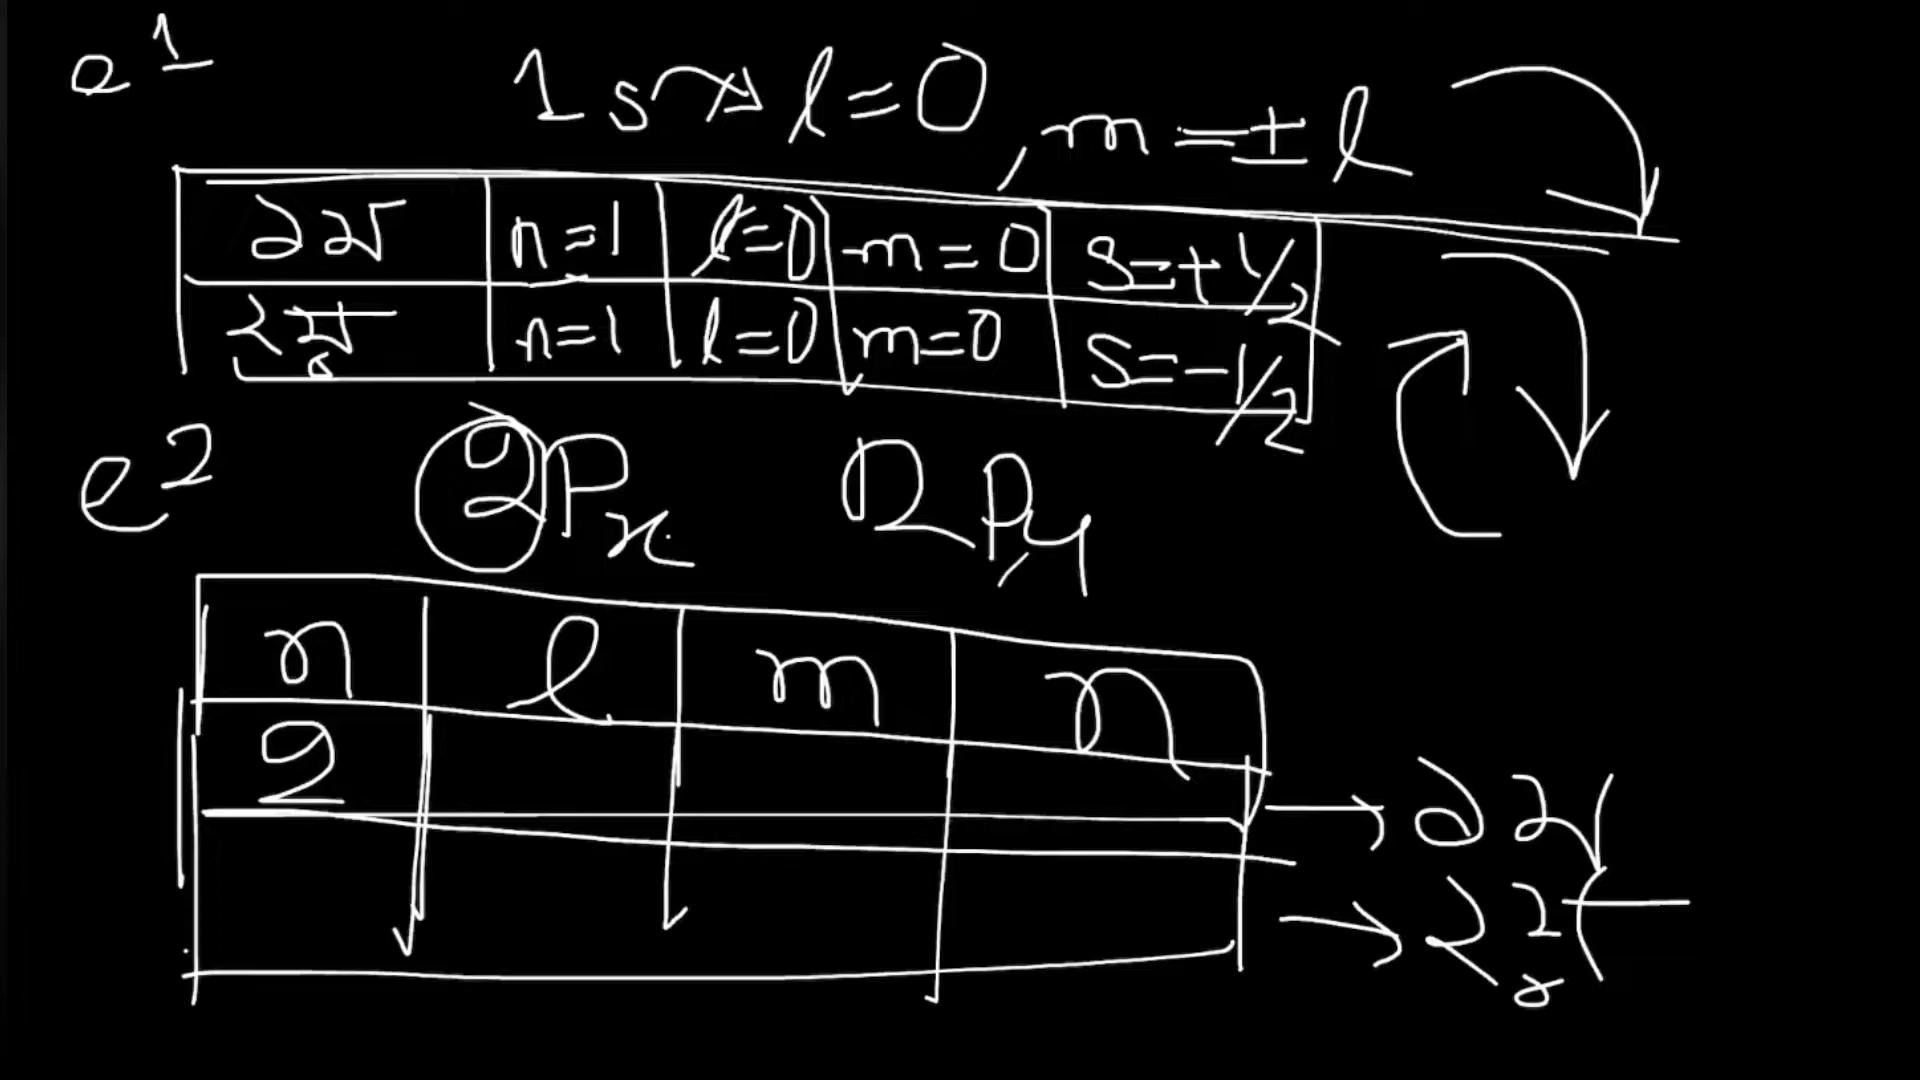 e¹
1s → l=0, m = ± l
১ম n=1 l=0 m=0 S=+1/2
২য় n=1 l=0 m=0 S=-1/2
e²
2Px 2Py
n l m n
2
→ ১ম
→ ২য়